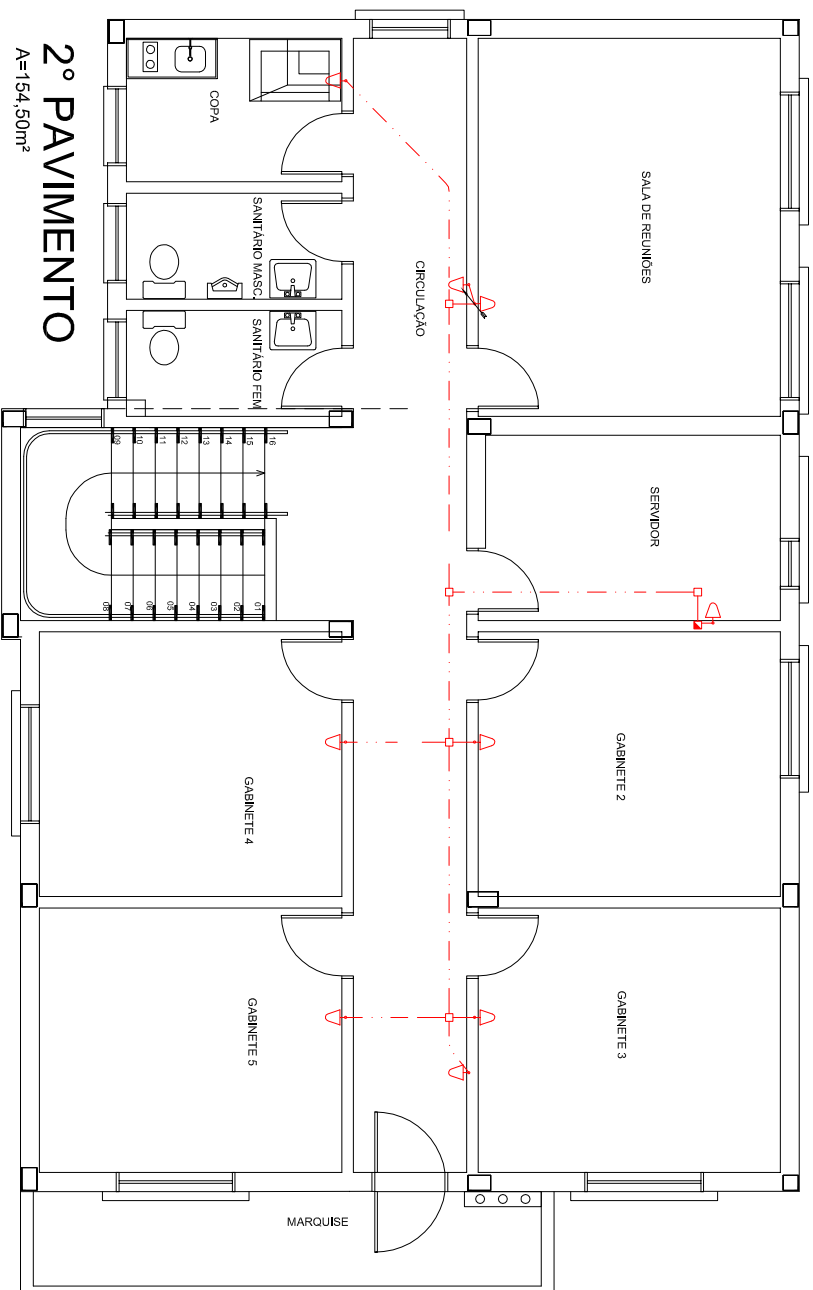 2° PAVIMENTO
A=154,50m²
COPA
SANITÁRIO MASC.
SANITÁRIO FEM
CIRCULAÇÃO
SALA DE REUNIÕES
SERVIDOR
16
15
14
13
12
11
10
09
01
02
03
04
05
06
07
08
GABINETE 2
GABINETE 4
GABINETE 3
GABINETE 5
MARQUISE